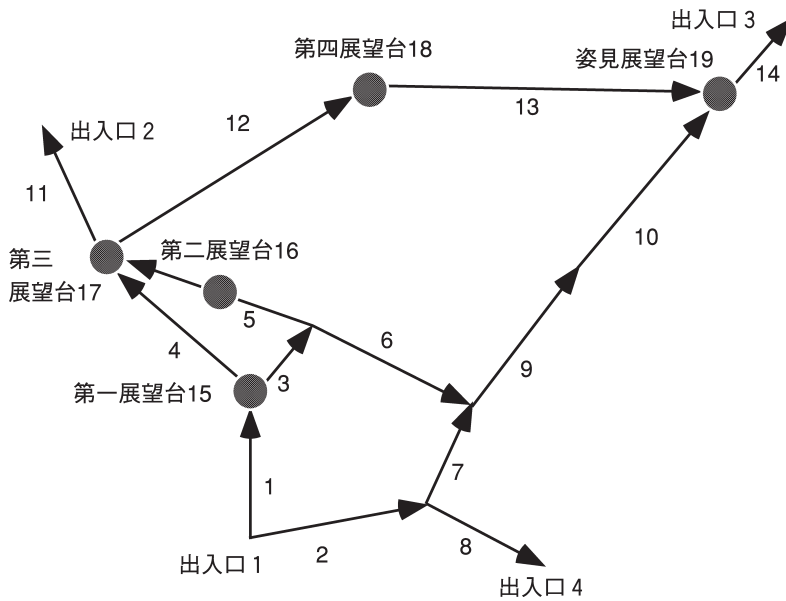 出入口 3
第四展望台18
姿見展望台19
14
13
12
出入口 2
11
10
第二展望台16
第三
展望台17
5
6
4
9
3
第一展望台15
7
1
8
2
出入口 1
出入口 4